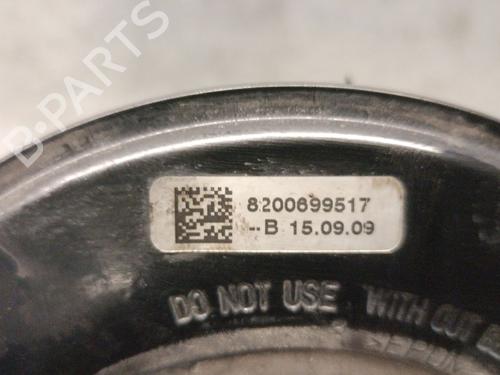 B-PARTS
8200699517
--B 15.09.09
DO NOT USE WITH OUT